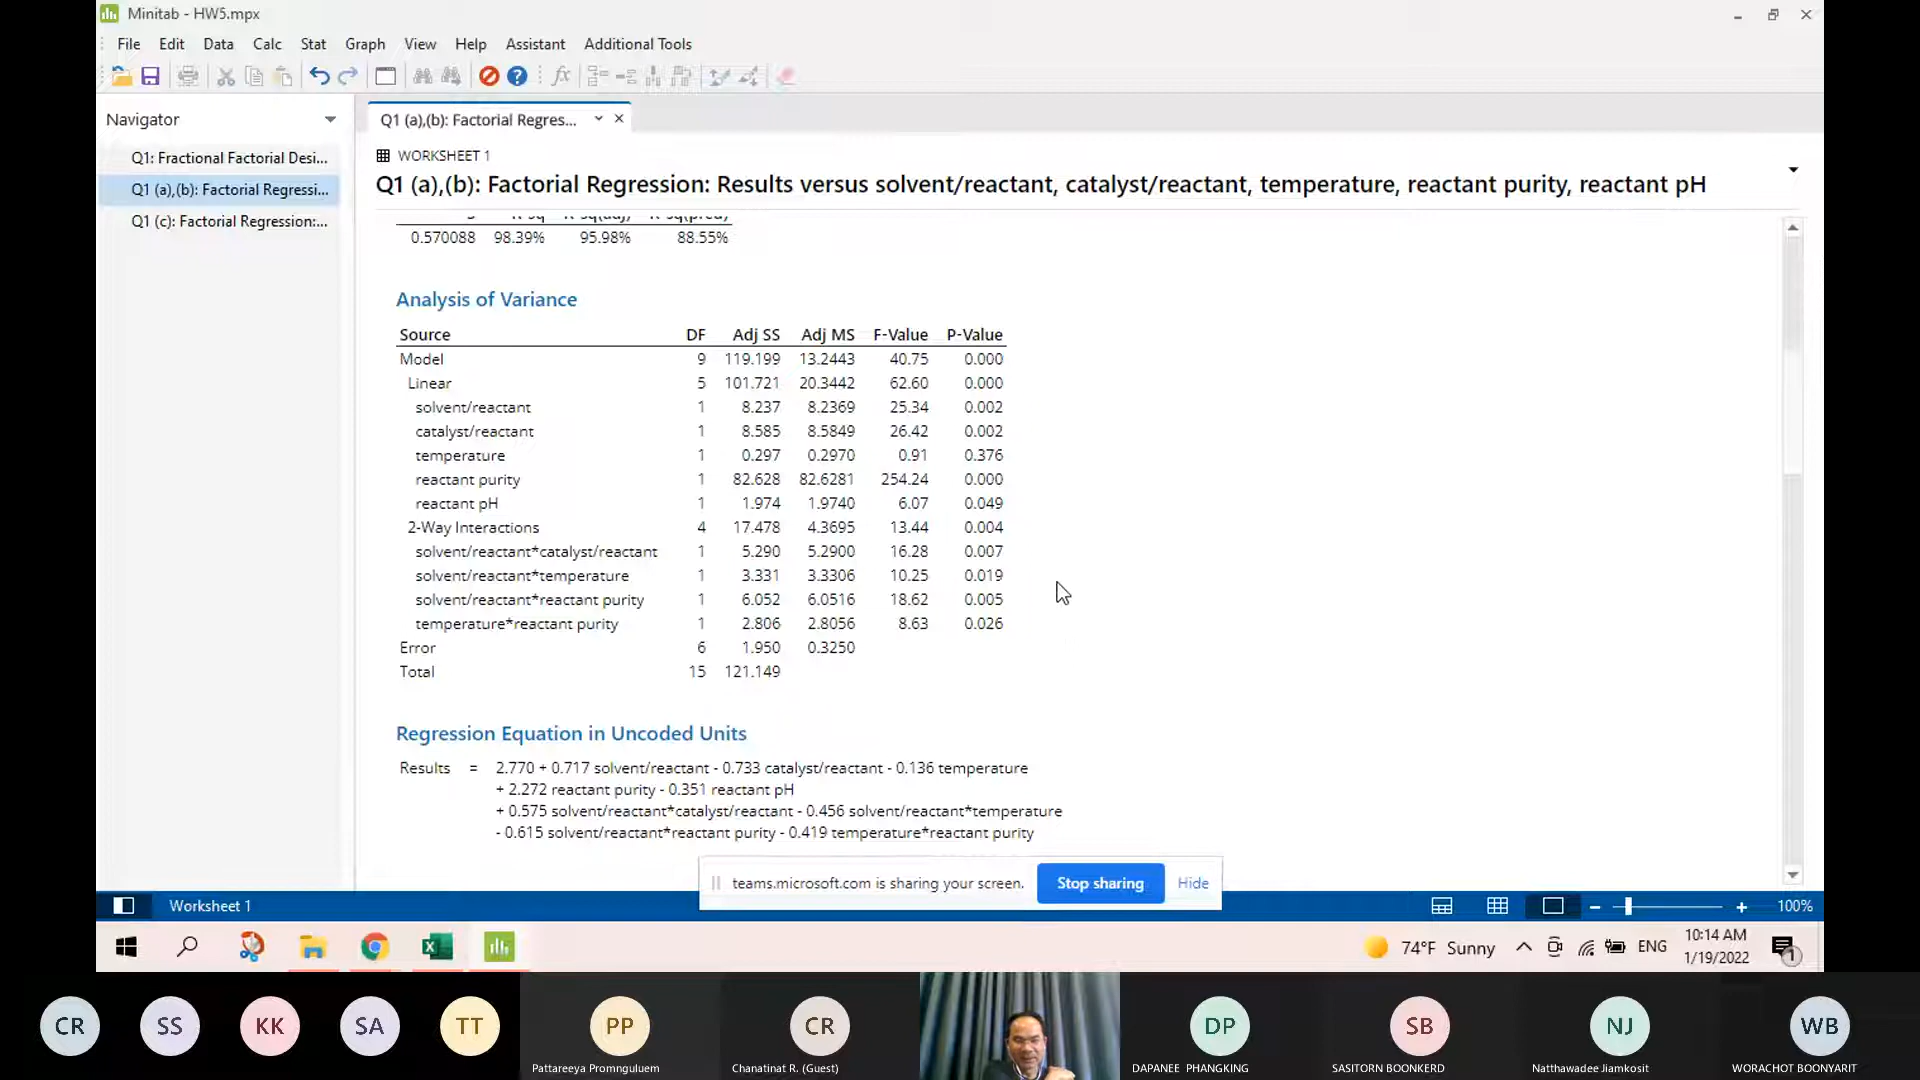 Minitab - HW5.mpx
File Edit Data Calc Stat Graph View Help Assistant Additional Tools
Navigator
Q1: Fractional Factorial Desi...
Q1 (a),(b): Factorial Regressi...
Q1 (c): Factorial Regression:...
Q1 (a),(b): Factorial Regres...
WORKSHEET 1
Q1 (a),(b): Factorial Regression: Results versus solvent/reactant, catalyst/reactant, temperature, reactant purity, reactant pH
S R-sq R-sq(adj) R-sq(pred)
0.570088 98.39% 95.98% 88.55%
Analysis of Variance
Source DF Adj SS Adj MS F-Value P-Value
Model 9 119.199 13.2443 40.75 0.000
Linear 5 101.721 20.3442 62.60 0.000
solvent/reactant 1 8.237 8.2369 25.34 0.002
catalyst/reactant 1 8.585 8.5849 26.42 0.002
temperature 1 0.297 0.2970 0.91 0.376
reactant purity 1 82.628 82.6281 254.24 0.000
reactant pH 1 1.974 1.9740 6.07 0.049
2-Way Interactions 4 17.478 4.3695 13.44 0.004
solvent/reactant*catalyst/reactant 1 5.290 5.2900 16.28 0.007
solvent/reactant*temperature 1 3.331 3.3306 10.25 0.019
solvent/reactant*reactant purity 1 6.052 6.0516 18.62 0.005
temperature*reactant purity 1 2.806 2.8056 8.63 0.026
Error 6 1.950 0.3250
Total 15 121.149
Regression Equation in Uncoded Units
Results = 2.770 + 0.717 solvent/reactant - 0.733 catalyst/reactant - 0.136 temperature
+ 2.272 reactant purity - 0.351 reactant pH
+ 0.575 solvent/reactant*catalyst/reactant - 0.456 solvent/reactant*temperature
- 0.615 solvent/reactant*reactant purity - 0.419 temperature*reactant purity
teams.microsoft.com is sharing your screen. Stop sharing Hide
Worksheet 1
100%
74°F Sunny
ENG
10:14 AM
1/19/2022
1
CR SS KK SA TT PP CR DP SB NJ WB
Pattareeya Promnguluem Chanatinat R. (Guest) DAPANEE PHANGKING SASITORN BOONKERD Natthawadee Jiamkosit WORACHOT BOONYARIT